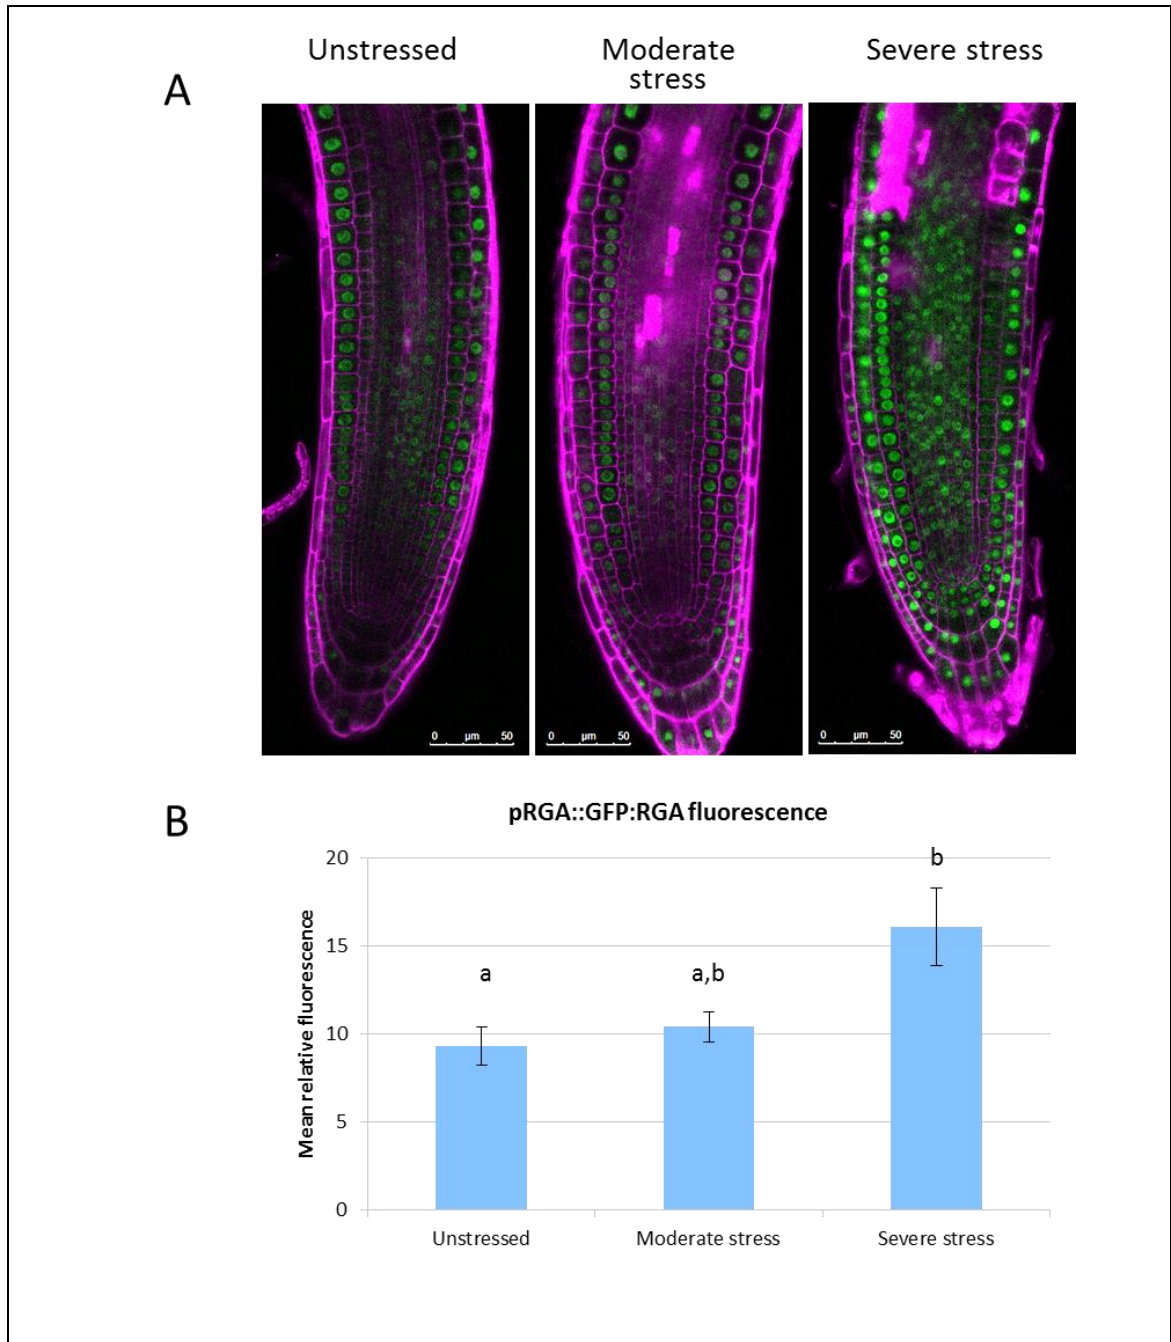 Unstressed
Moderate
stress
Severe stress
A
0 µm 50
0 µm 50
0 µm 50
B
pRGA::GFP:RGA fluorescence
Mean relative fluorescence
20
15
10
5
0
a
a,b
b
Unstressed
Moderate stress
Severe stress